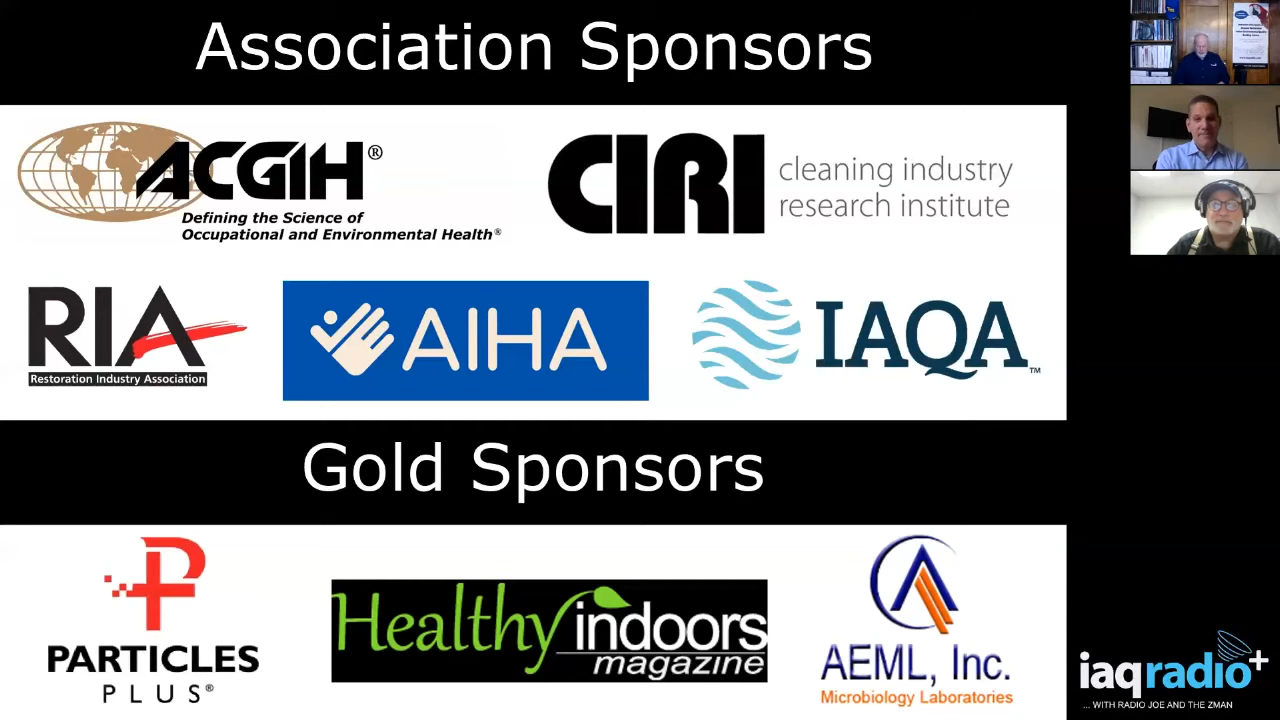 Association Sponsors
ACGIH®
Defining the Science of
Occupational and Environmental Health®
CIRI
cleaning industry
research institute
RIA
Restoration Industry Association
AIHA
IAQA™
Gold Sponsors
PARTICLES
PLUS®
Healthy indoors
magazine
AEML, Inc.
Microbiology Laboratories
iaqradio+
... WITH RADIO JOE AND THE ZMAN